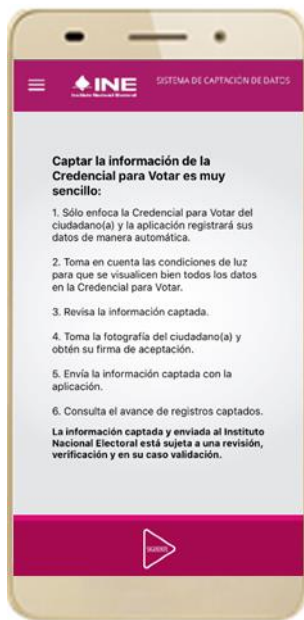 INE
Instituto Nacional Electoral
SISTEMA DE CAPTACIÓN DE DATOS
Captar la información de la
Credencial para Votar es muy
sencillo:
1. Sólo enfoca la Credencial para Votar del
ciudadano(a) y la aplicación registrará sus
datos de manera automática.
2. Toma en cuenta las condiciones de luz
para que se visualicen bien todos los datos
en la Credencial para Votar.
3. Revisa la información captada.
4. Toma la fotografía del ciudadano(a) y
obtén su firma de aceptación.
5. Envía la información captada con la
aplicación.
6. Consulta el avance de registros captados.
La información captada y enviada al Instituto
Nacional Electoral está sujeta a una revisión,
verificación y en su caso validación.
SIGUIENTE